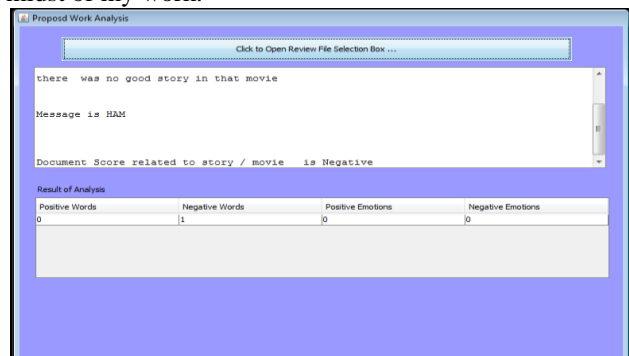 of my work.
Proposd Work Analysis
Click to Open Review File Selection Box ...
there was no good story in that movie
Message is HAM
Document Score related to story / movie is Negative
Result of Analysis
Positive Words Negative Words Positive Emotions Negative Emotions
0 1 0 0